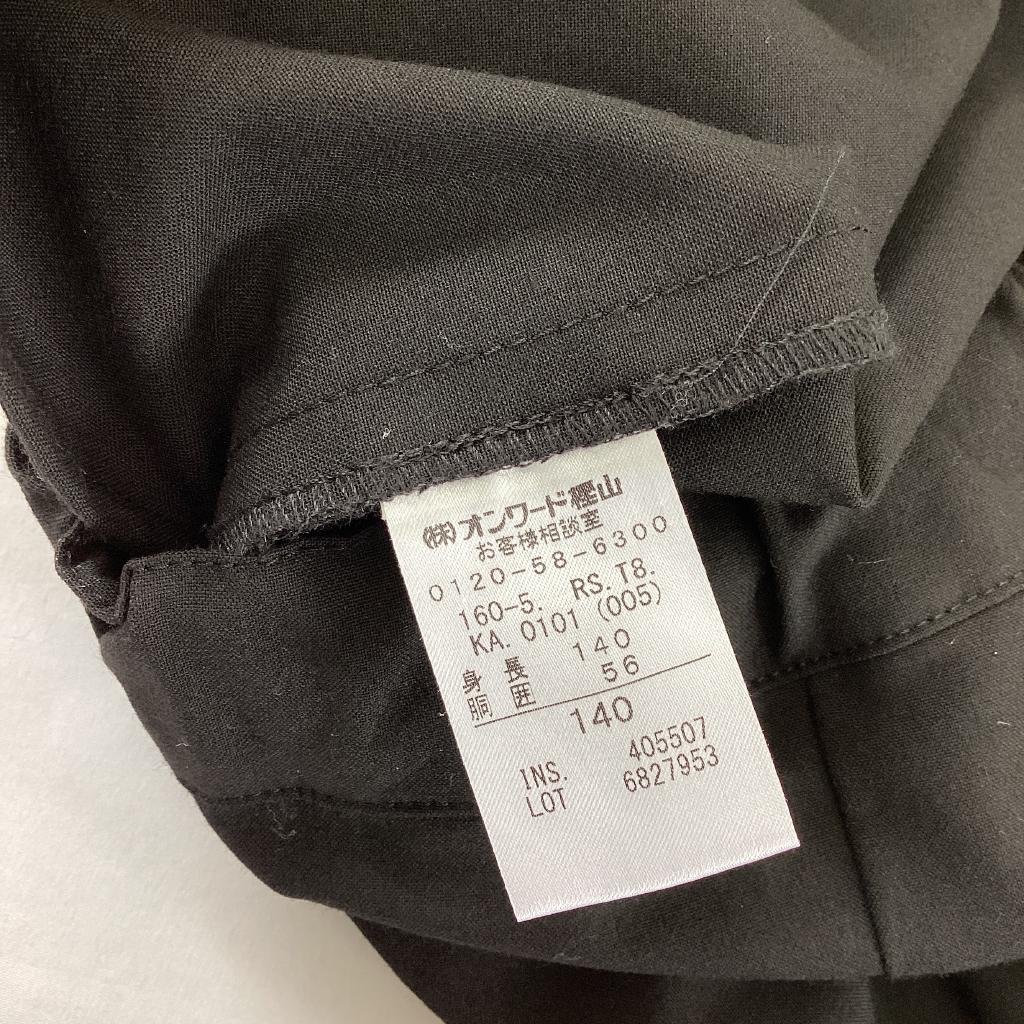 ㈱オンワード樫山
お客様相談室
0120-58-6300
160-5. RS.T8.
KA.0101 (005)
身長 140
胴囲 56
140
INS. 405507
LOT 6827953